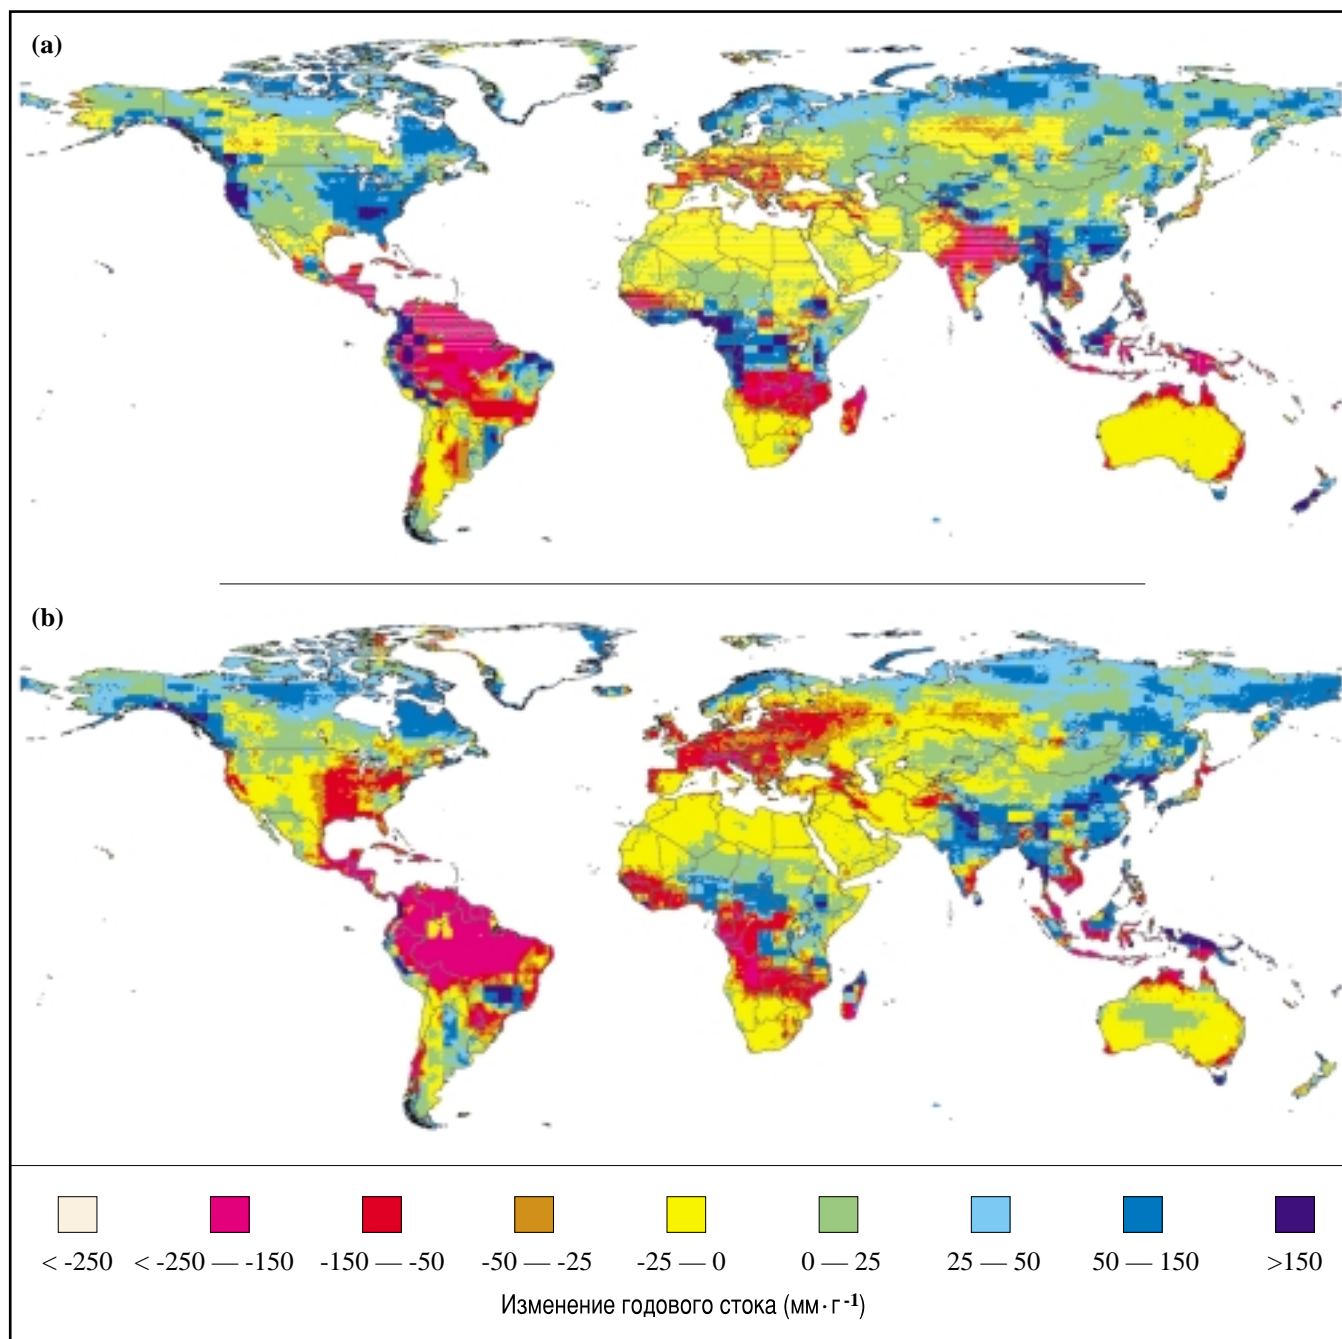 (a)
(b)
< -250 < -250 — -150 -150 — -50 -50 — -25 -25 — 0 0 — 25 25 — 50 50 — 150 >150
Изменение годового стока (мм·г⁻¹)